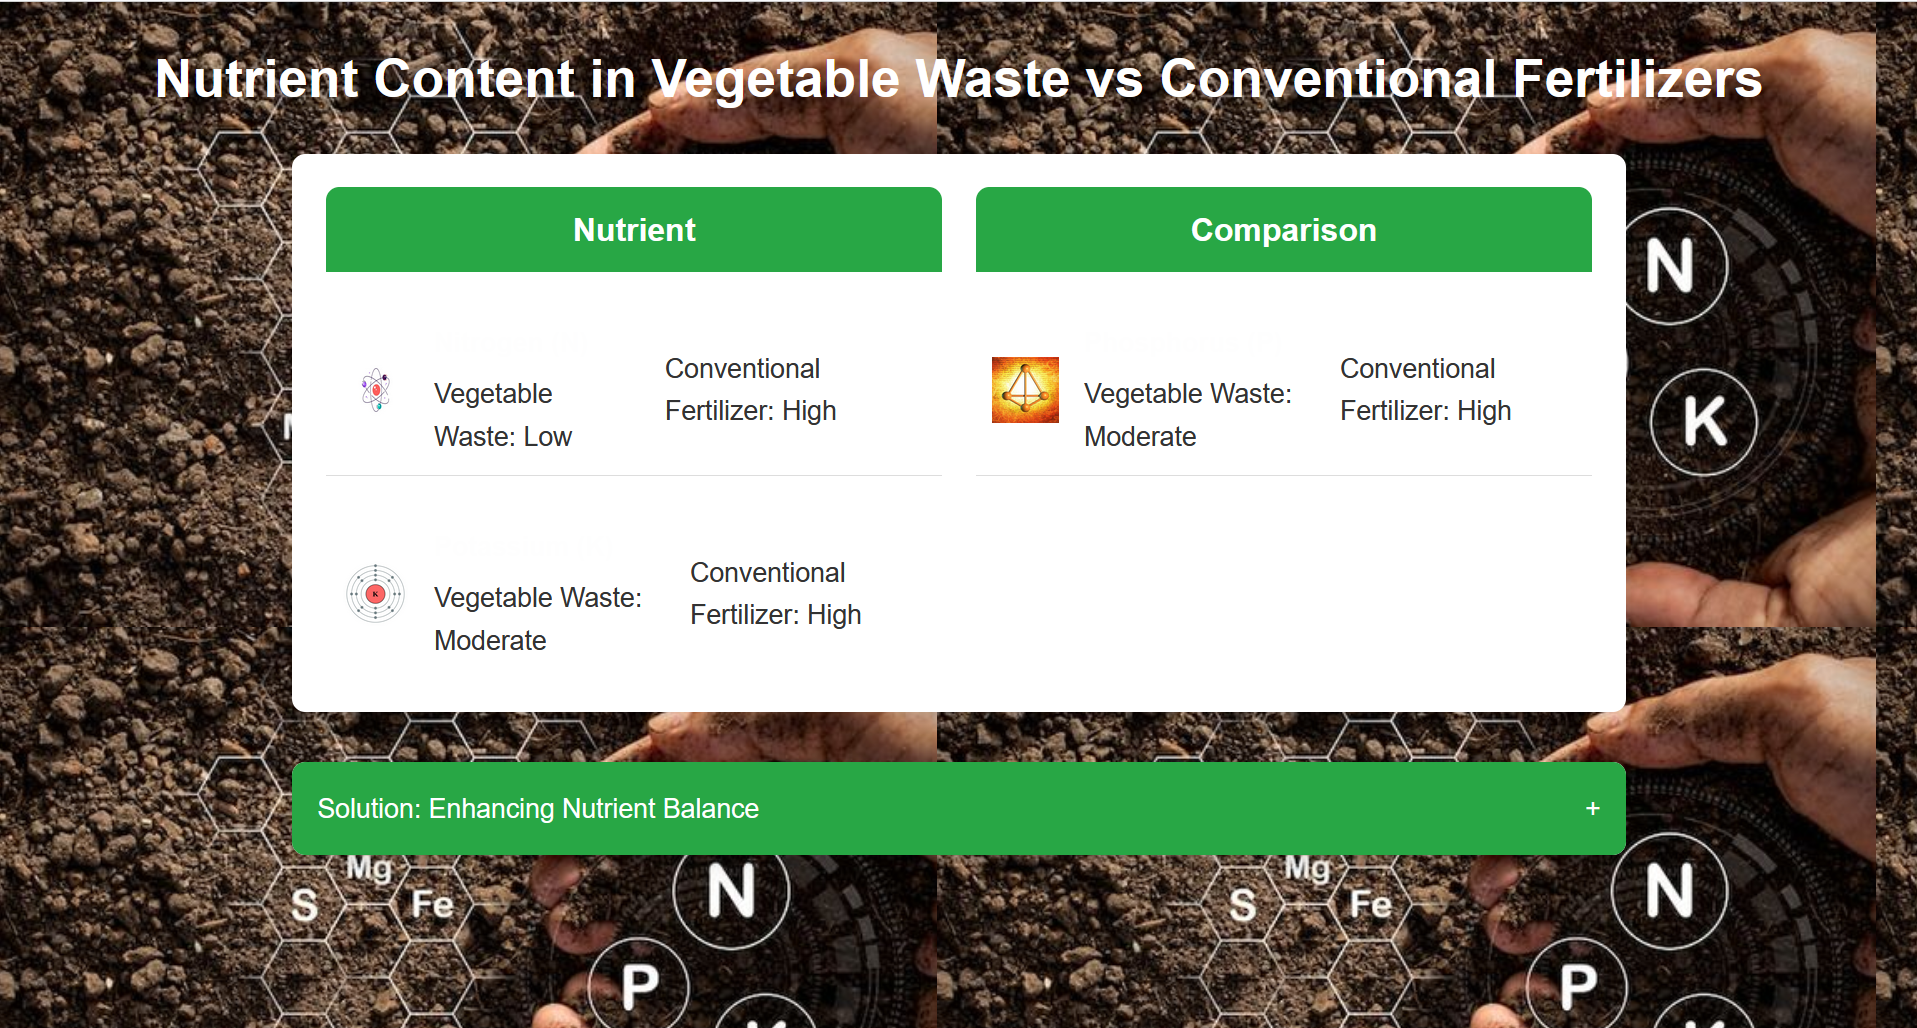 Nutrient Content in Vegetable Waste vs Conventional Fertilizers
Nutrient
Comparison
Vegetable
Waste: Low
Conventional
Fertilizer: High
Vegetable Waste:
Moderate
Conventional
Fertilizer: High
K
Vegetable Waste:
Moderate
Conventional
Fertilizer: High
N
K
Solution: Enhancing Nutrient Balance
+
Mg
S
Fe
N
P
Mg
S
Fe
N
P